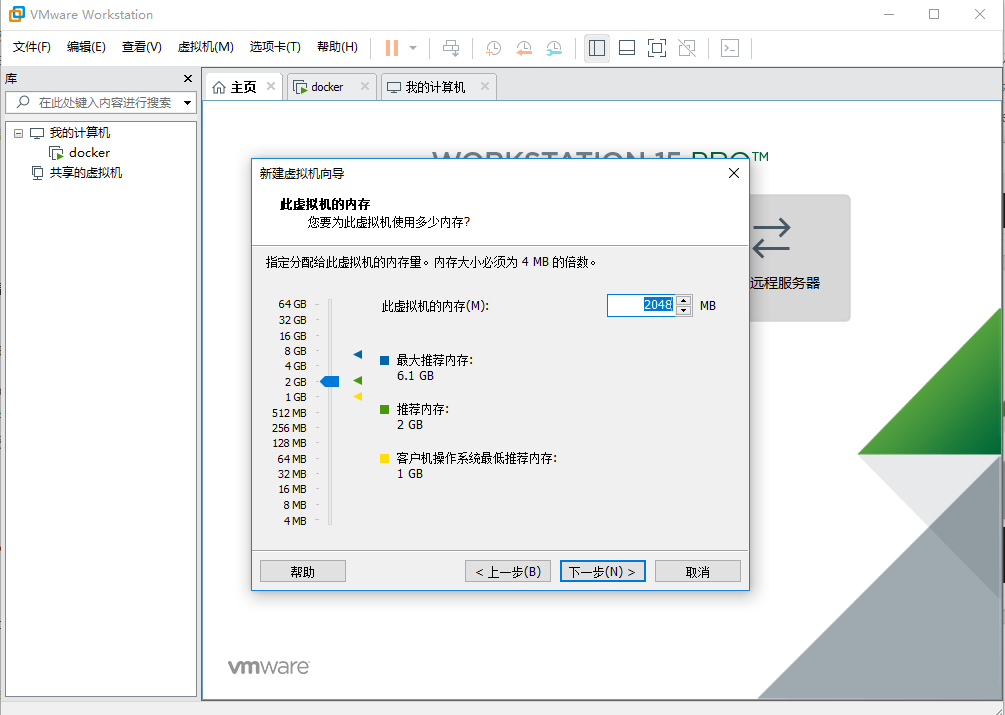 VMware Workstation
文件(F) 编辑(E) 查看(V) 虚拟机(M) 选项卡(T) 帮助(H)
库
在此处键入内容进行搜索
我的计算机
docker
共享的虚拟机
主页 docker 我的计算机
WORKSTATION 15 PRO™
远程服务器
新建虚拟机向导
此虚拟机的内存
您要为此虚拟机使用多少内存?
指定分配给此虚拟机的内存量。内存大小必须为 4 MB 的倍数。
此虚拟机的内存(M): 2048 MB
64 GB
32 GB
16 GB
8 GB
4 GB
2 GB
1 GB
512 MB
256 MB
128 MB
64 MB
32 MB
16 MB
8 MB
4 MB
最大推荐内存:
6.1 GB
推荐内存:
2 GB
客户机操作系统最低推荐内存:
1 GB
帮助 < 上一步(B) 下一步(N) > 取消
vmware